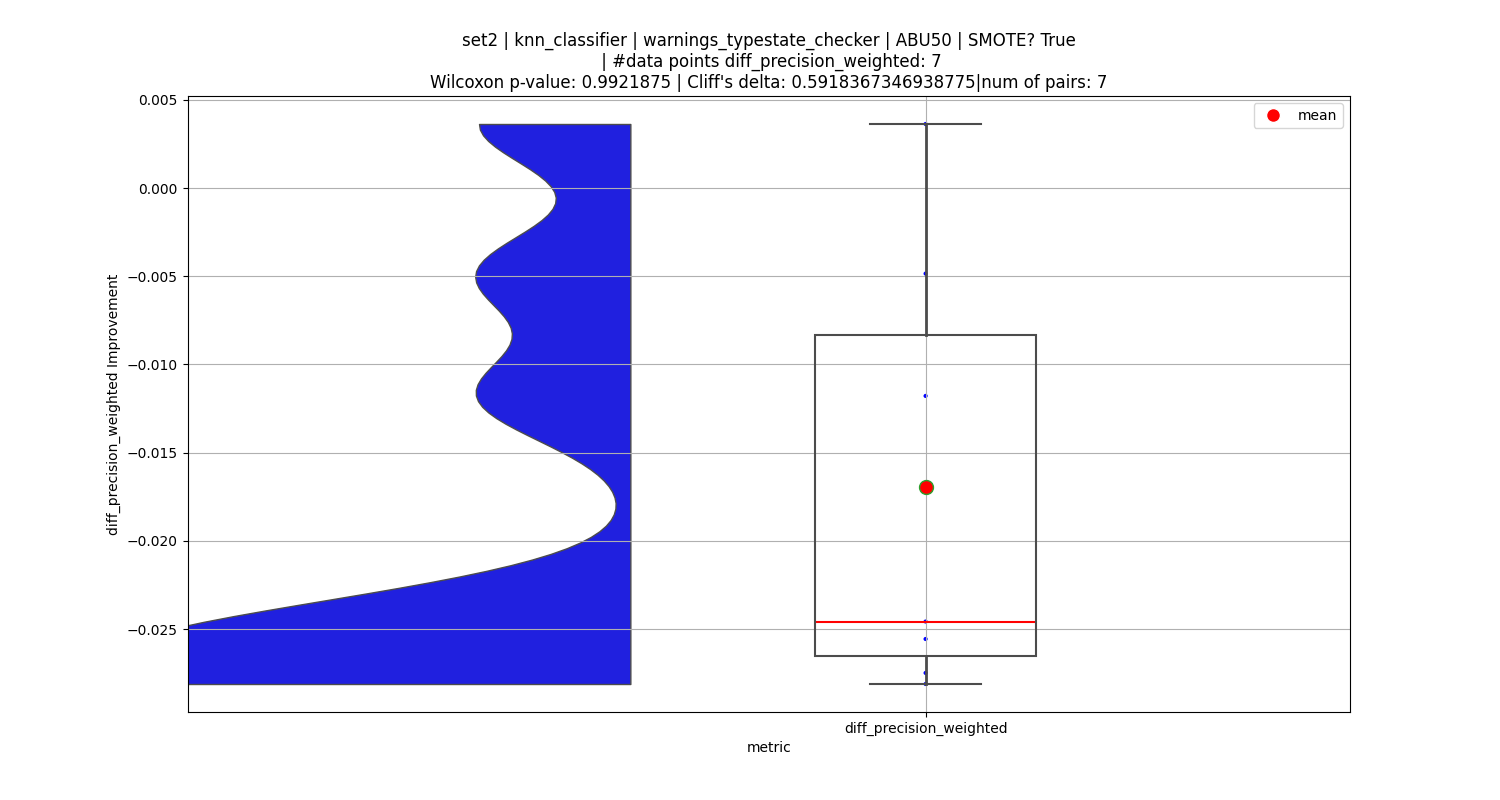 set2 | knn_classifier | warnings_typestate_checker | ABU50 | SMOTE? True
| #data points diff_precision_weighted: 7
Wilcoxon p-value: 0.9921875 | Cliff's delta: 0.5918367346938775|num of pairs: 7
mean
0.005
0.000
−0.005
−0.010
−0.015
−0.020
−0.025
diff_precision_weighted Improvement
diff_precision_weighted
metric